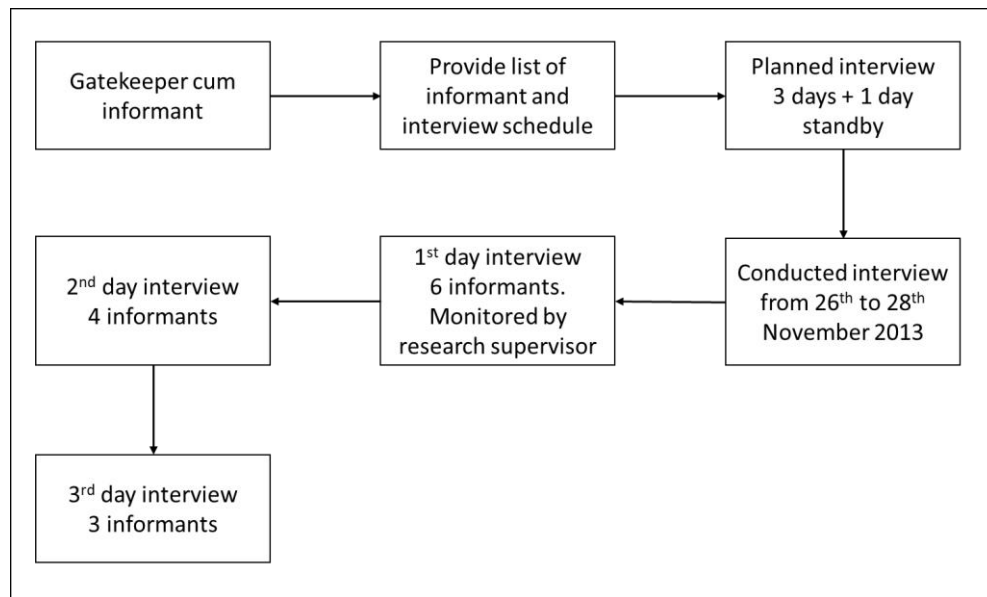 Gatekeeper cum
informant
Provide list of
informant and
interview schedule
Planned interview
3 days + 1 day
standby
Conducted interview
from 26th to 28th
November 2013
1st day interview
6 informants.
Monitored by
research supervisor
2nd day interview
4 informants
3rd day interview
3 informants